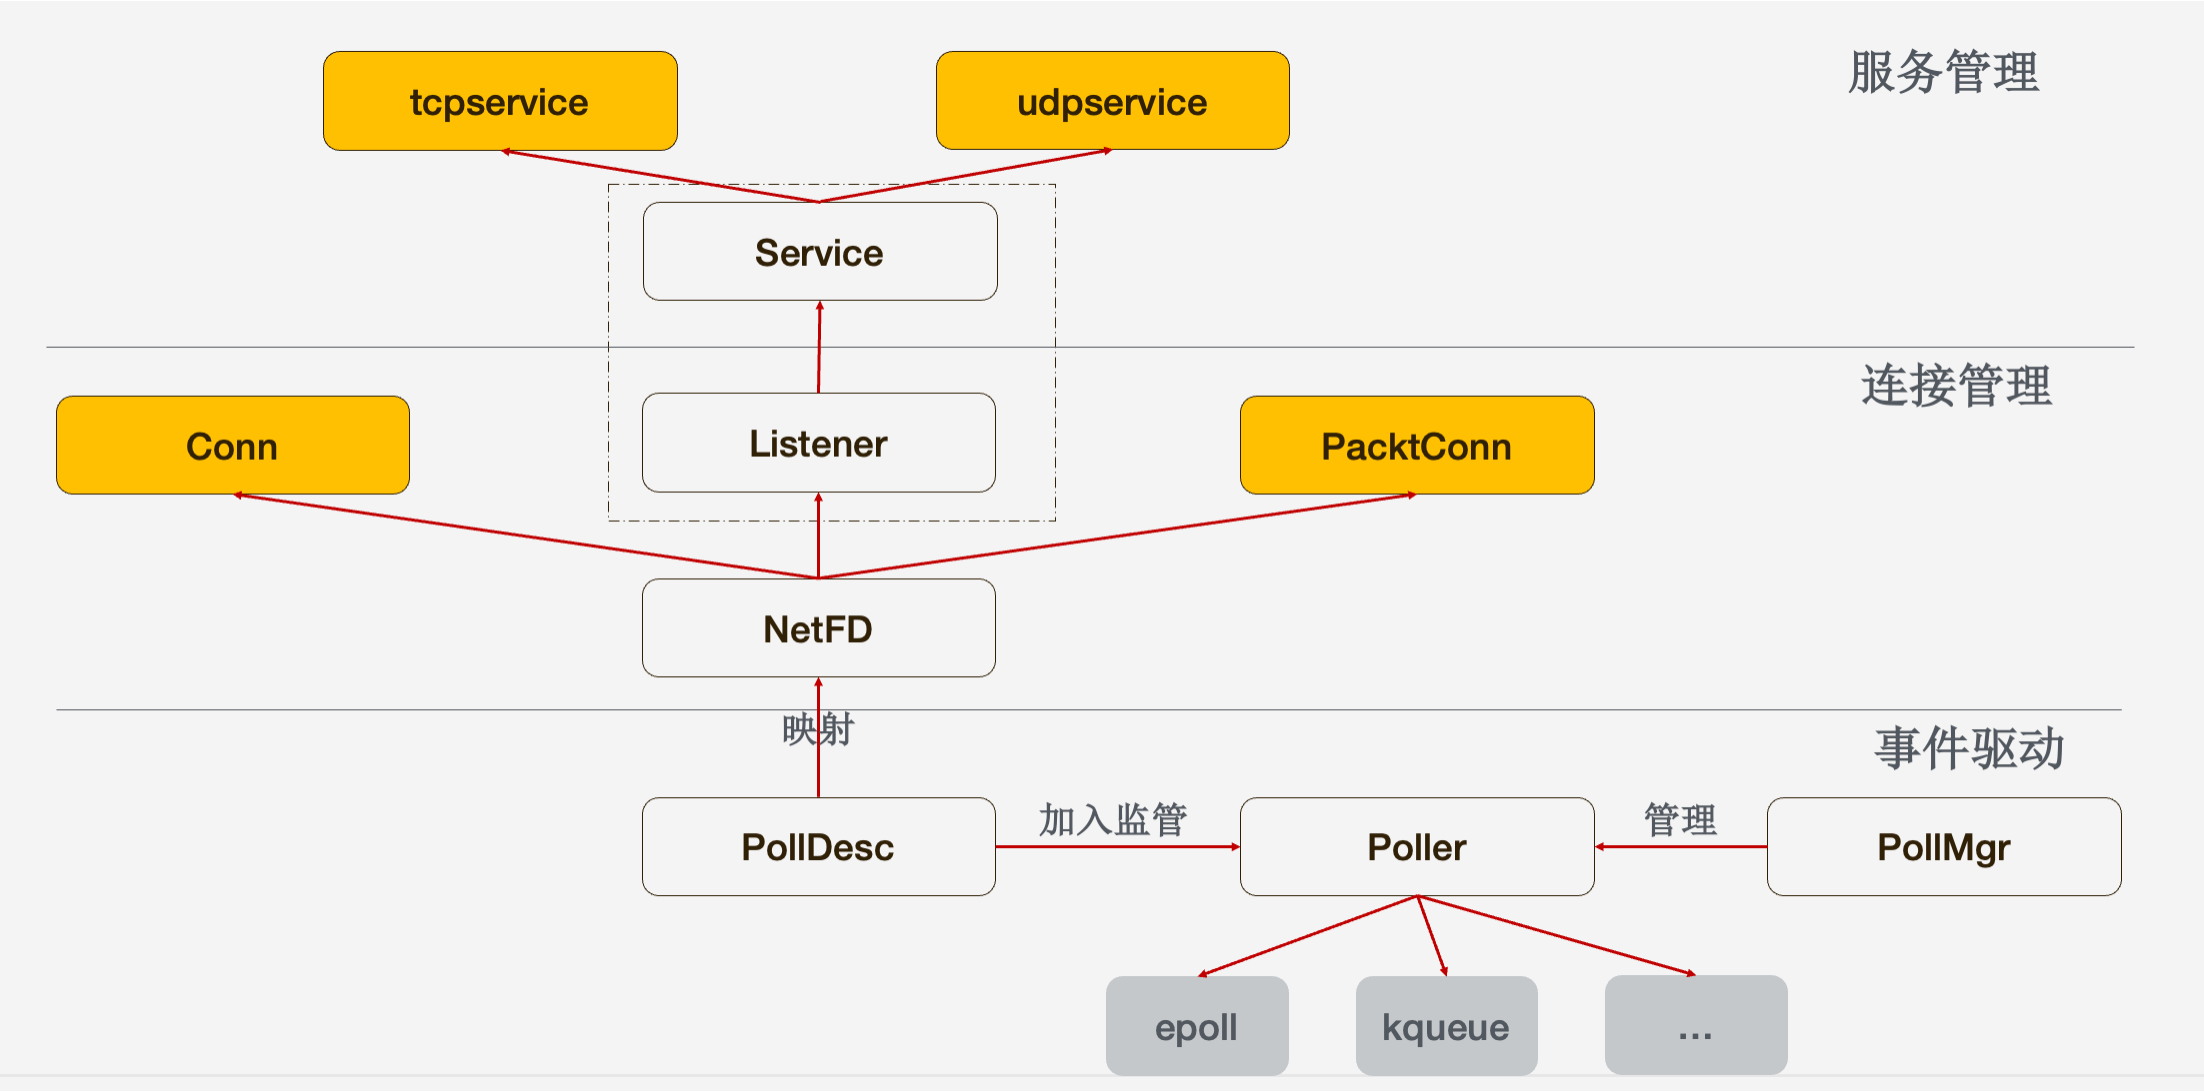 服务管理
tcpservice
udpservice
Service
连接管理
Conn
Listener
PacktConn
NetFD
映射
事件驱动
加入监管
管理
PollDesc
Poller
PollMgr
epoll
kqueue
...